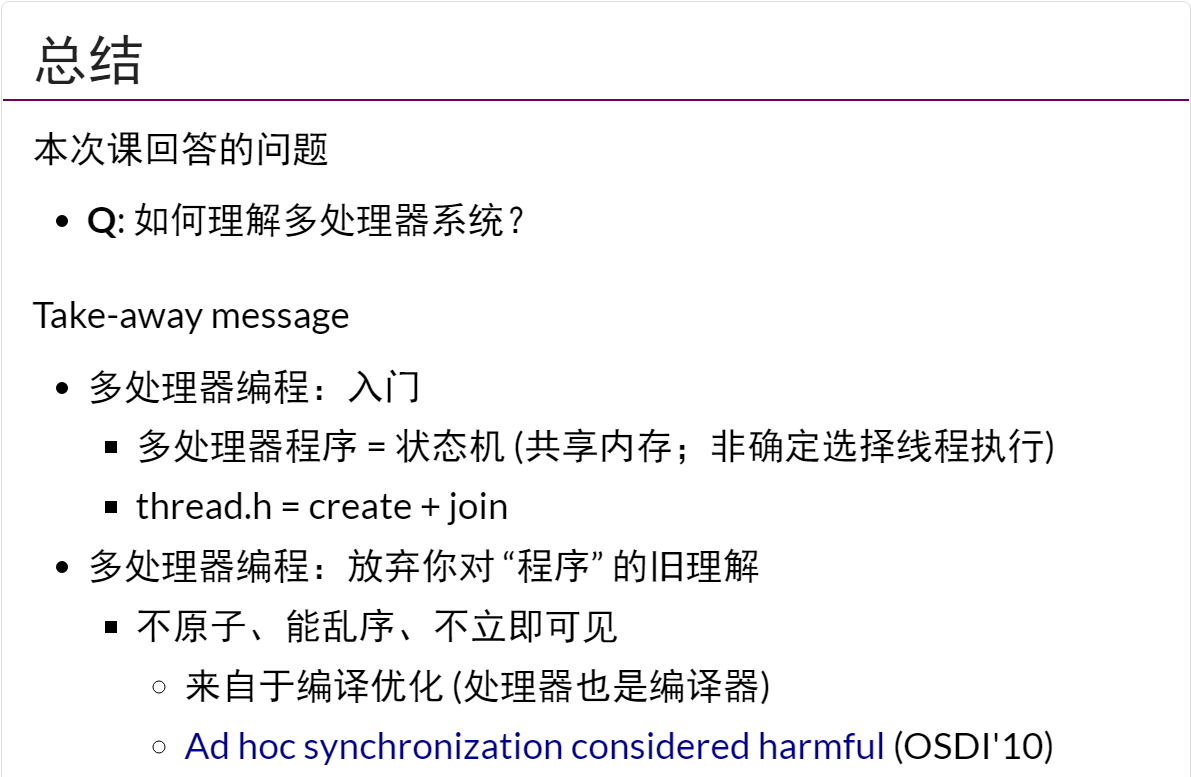 总结
本次课回答的问题
Q: 如何理解多处理器系统？
Take-away message
多处理器编程：入门
多处理器程序 = 状态机 (共享内存；非确定选择线程执行)
thread.h = create + join
多处理器编程：放弃你对 “程序” 的旧理解
不原子、能乱序、不立即可见
来自于编译优化 (处理器也是编译器)
Ad hoc synchronization considered harmful (OSDI'10)